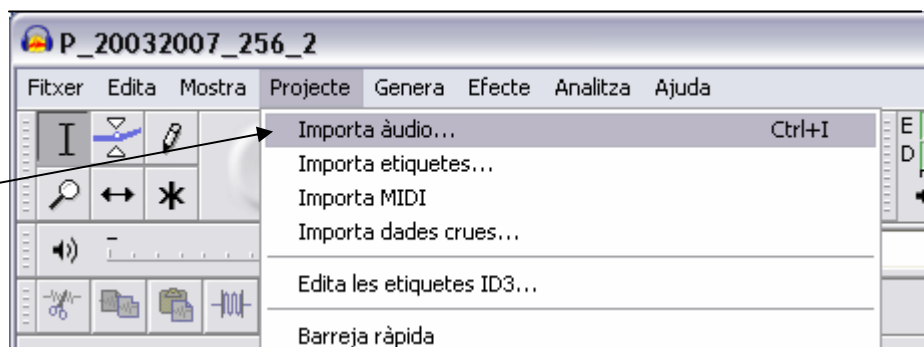 P_20032007_256_2
Fitxer Edita Mostra Projecte Genera Efecte Analitza Ajuda
Importa àudio... Ctrl+I
Importa etiquetes...
Importa MIDI
Importa dades crues...
Edita les etiquetes ID3...
Barreja ràpida
E
D